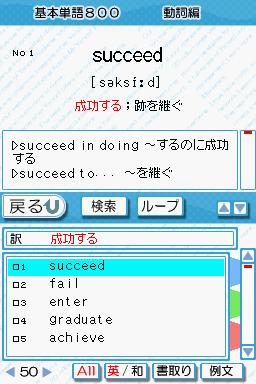 基本単語800 動詞編
No 1 succeed
[səksíːd]
成功する；跡を継ぐ
▷succeed in doing ～するのに成功
する
▷succeed to... ～を継ぐ
戻る 検索 ループ
訳 成功する
1 succeed
2 fail
3 enter
4 graduate
5 achieve
50 All 英/和 書取り 例文